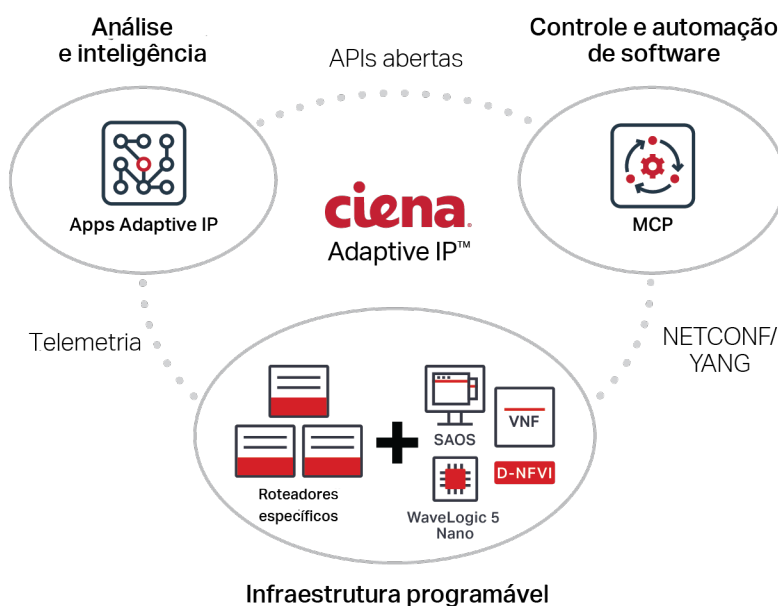 Análise
e inteligência
Controle e automação
de software
APIs abertas
Apps Adaptive IP
MCP
ciena.
Adaptive IP™
Telemetria
NETCONF/
YANG
SAOS
VNF
D-NFVI
Roteadores
específicos
WaveLogic 5
Nano
Infraestrutura programável